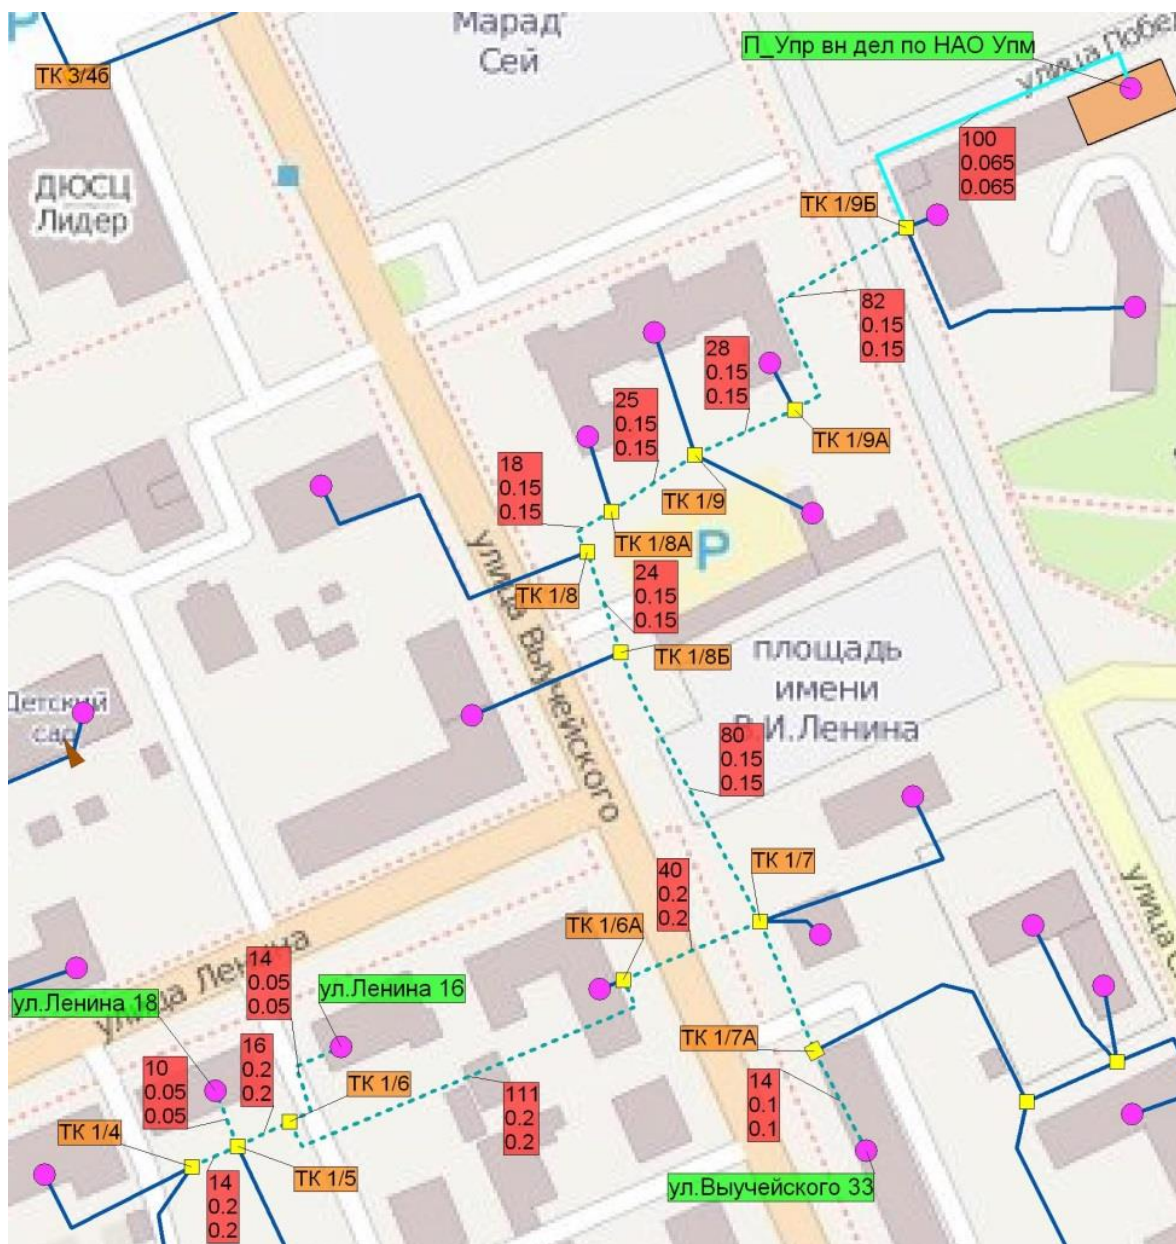 Р
Марад'
Сей
П_Упр вн дел по НАО Упм
улица Побе
ТК 3/4б
100
0.065
0.065
ДЮСЦ
Лидер
ТК 1/9Б
82
0.15
0.15
28
0.15
0.15
25
0.15
0.15
ТК 1/9А
18
0.15
0.15
ТК 1/9
ТК 1/8А
Р
улица Выучейского
24
0.15
0.15
ТК 1/8
ТК 1/8Б
площадь
имени
В.И.Ленина
Детский
сад
80
0.15
0.15
40
0.2
0.2
ТК 1/7
улица С
ТК 1/6А
улица Ленина
14
0.05
0.05
ул.Ленина 16
ул.Ленина 18
10
0.05
0.05
16
0.2
0.2
ТК 1/7А
ТК 1/6
111
0.2
0.2
14
0.1
0.1
ТК 1/4
ТК 1/5
14
0.2
0.2
ул.Выучейского 33